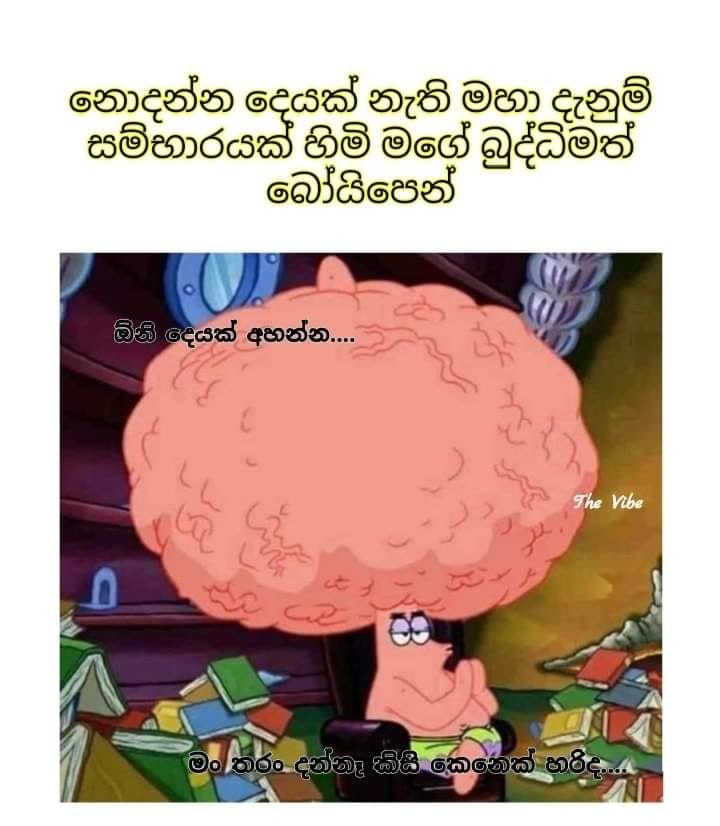 නොදන්න දෙයක් නැති මහා දැනුම්
සම්භාරයක් හිමි මගේ බුද්ධිමත්
බෝයිපෙන්
ඕනි දෙයක් අහන්න....
The Vibe
මං තරං දන්නෑ කිසී කෙනෙක් හරිද....